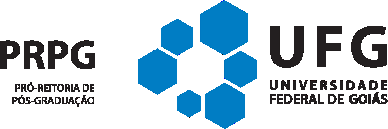 PRPG
PRÓ-REITORIA DE
PÓS-GRADUAÇÃO
UFG
UNIVERSIDADE
FEDERAL DE GOIÁS